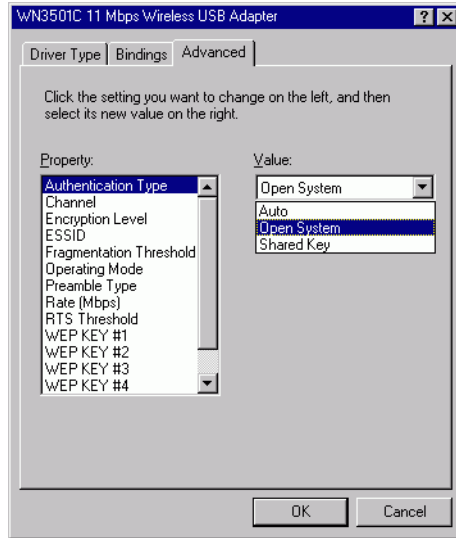 WN3501C 11 Mbps Wireless USB Adapter
Driver Type Bindings Advanced
Click the setting you want to change on the left, and then
select its new value on the right.
Property:
Authentication Type
Channel
Encryption Level
ESSID
Fragmentation Threshold
Operating Mode
Preamble Type
Rate (Mbps)
RTS Threshold
WEP KEY #1
WEP KEY #2
WEP KEY #3
WEP KEY #4
Value:
Open System
Auto
Open System
Shared Key
OK Cancel